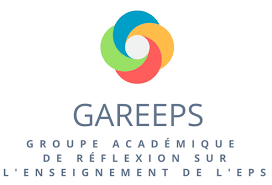 GAREEPS
GROUPE ACADÉMIQUE
DE RÉFLEXION SUR
L'ENSEIGNEMENT DE L'EPS